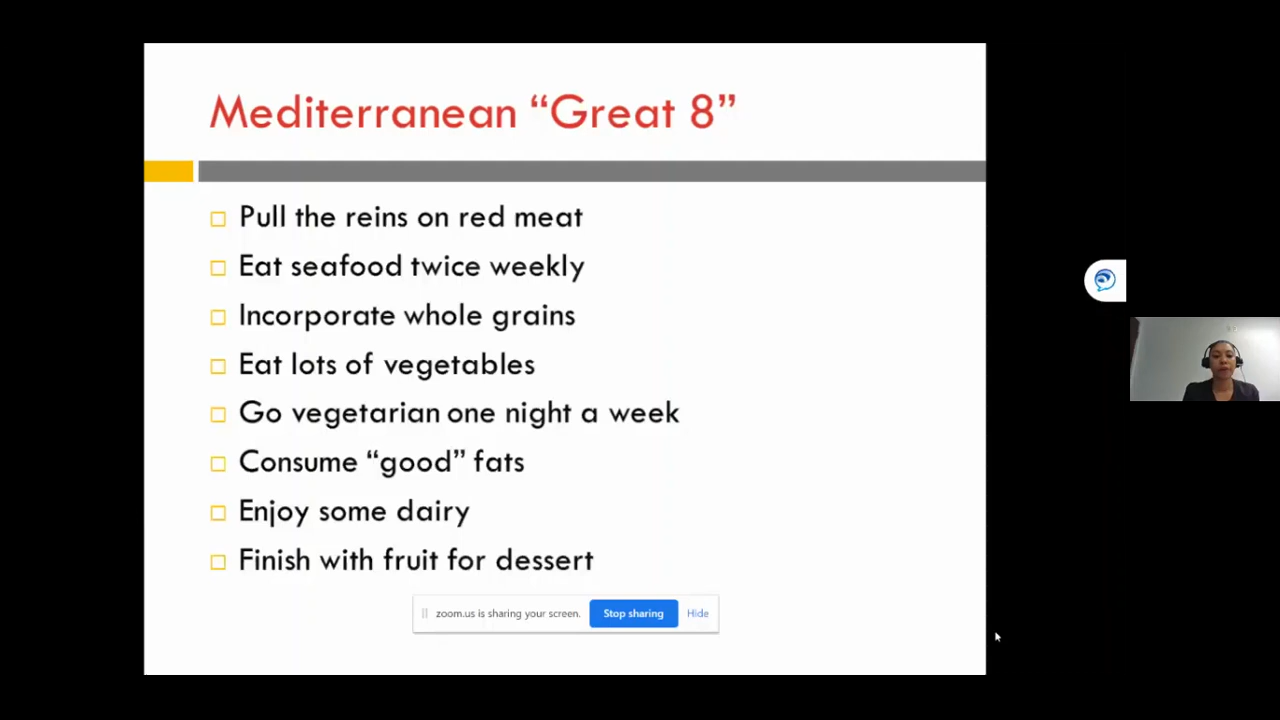 Mediterranean “Great 8”
Pull the reins on red meat
Eat seafood twice weekly
Incorporate whole grains
Eat lots of vegetables
Go vegetarian one night a week
Consume “good” fats
Enjoy some dairy
Finish with fruit for dessert
zoom.us is sharing your screen. Stop sharing Hide